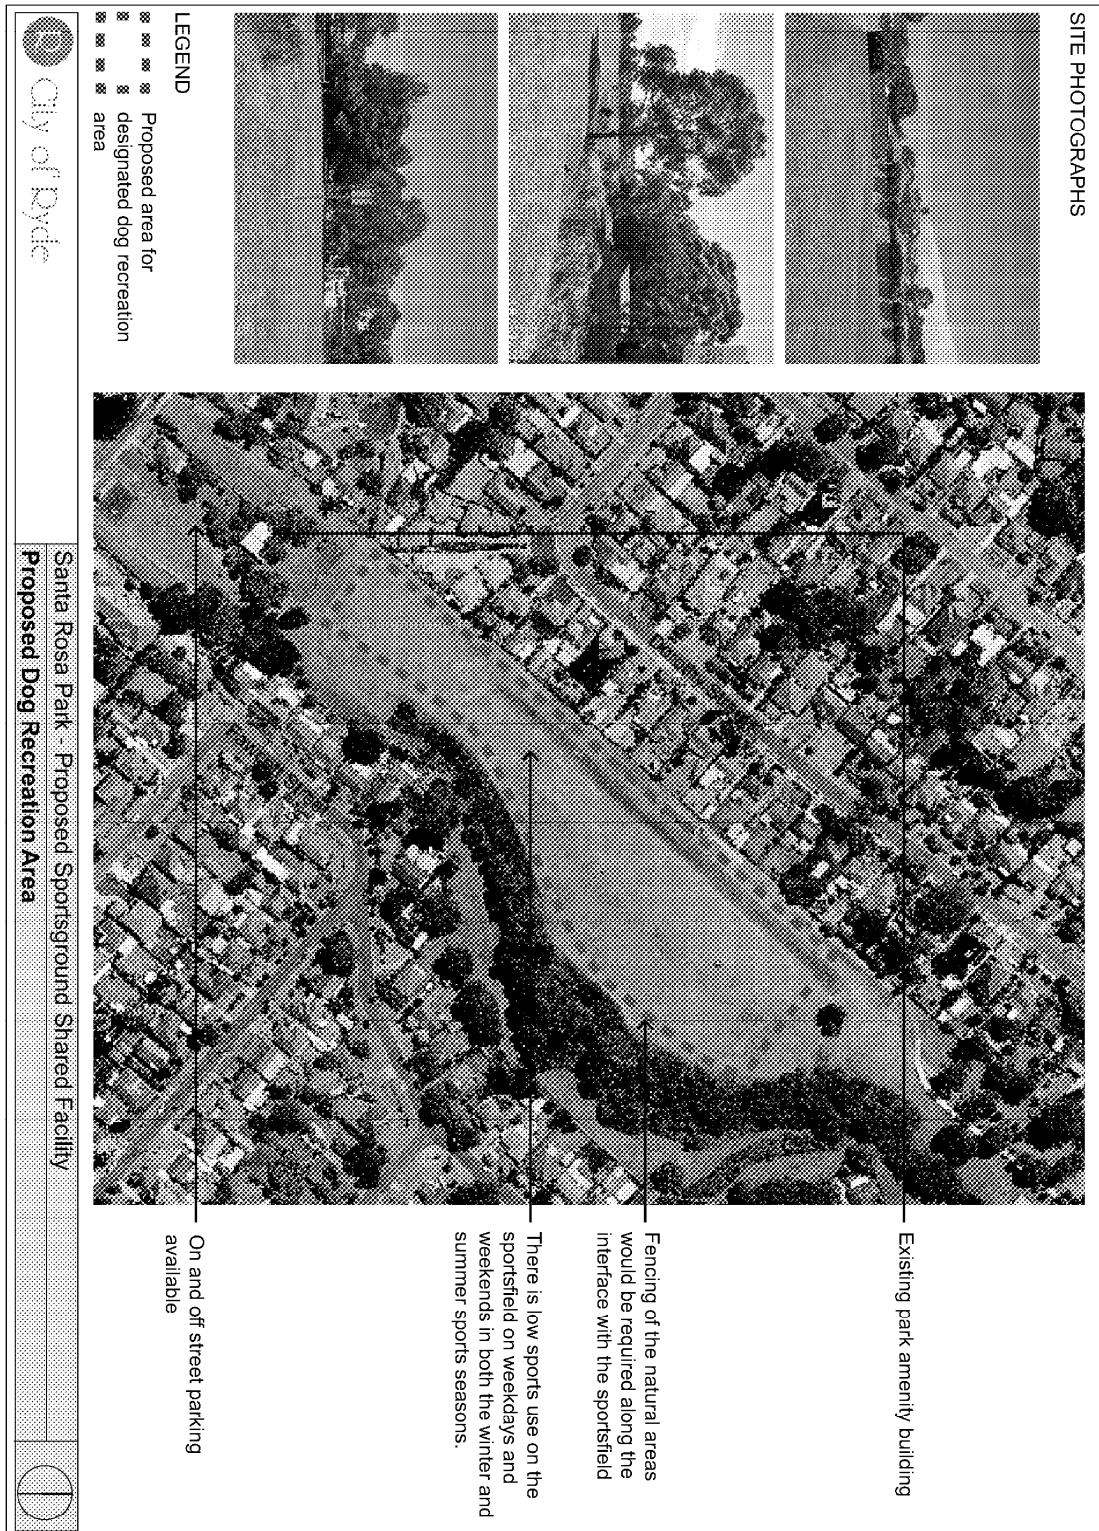 SITE PHOTOGRAPHS
Existing park amenity building
Fencing of the natural areas
would be required along the
interface with the sportsfield
There is low sports use on the
sportsfield on weekdays and
weekends in both the winter and
summer sports seasons.
On and off street parking
available
LEGEND
Proposed area for
designated dog recreation
area
City of Ryde
Santa Rosa Park - Proposed Sportsground Shared Facility
Proposed Dog Recreation Area